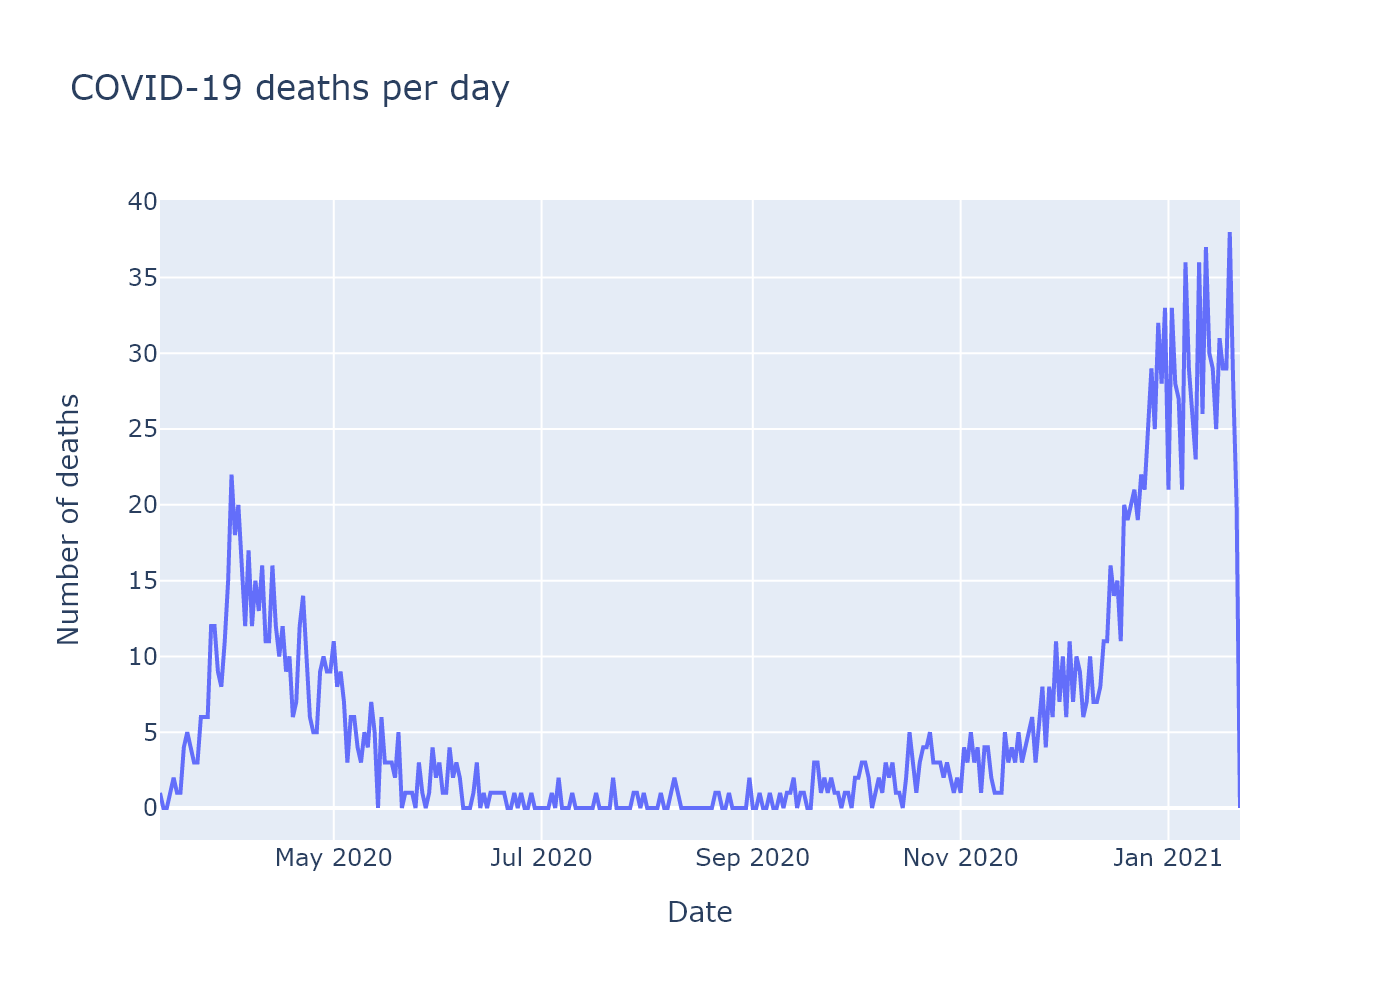 COVID-19 deaths per day
40
35
30
25
20
15
10
5
0
Number of deaths
May 2020
Jul 2020
Sep 2020
Nov 2020
Jan 2021
Date